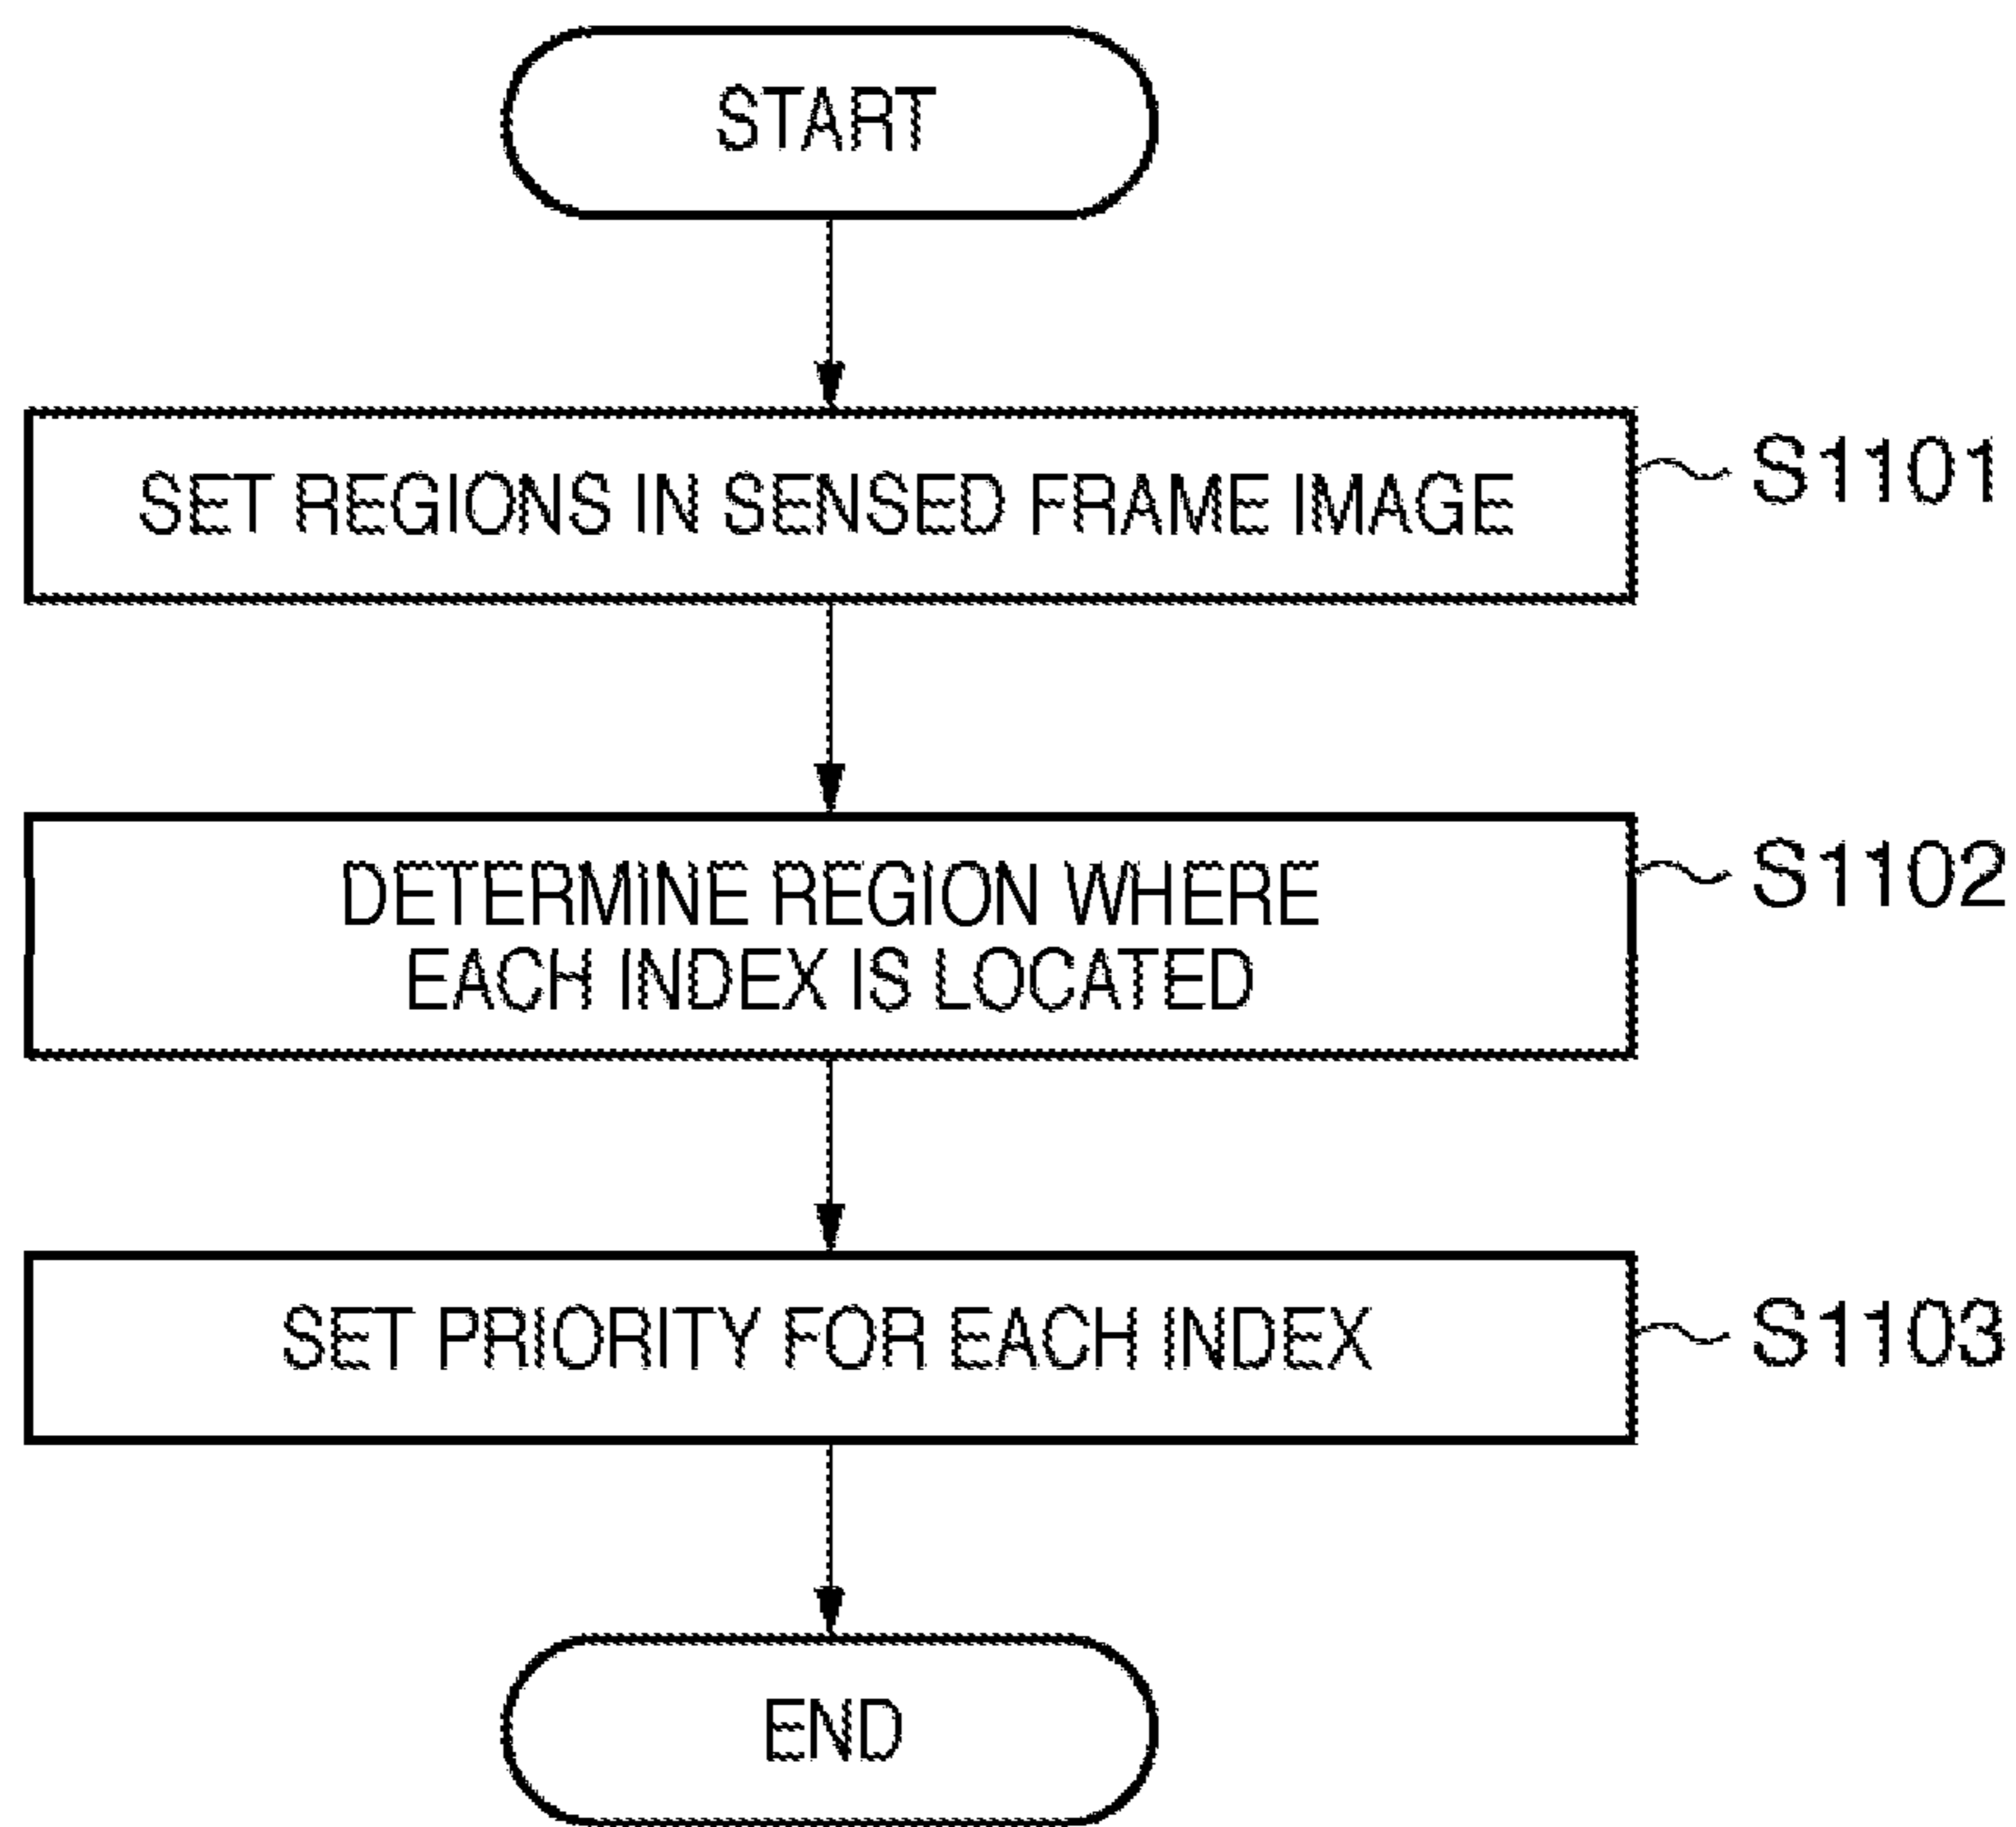 START
SET REGIONS IN SENSED FRAME IMAGE
S1101
DETERMINE REGION WHERE
EACH INDEX IS LOCATED
S1102
SET PRIORITY FOR EACH INDEX
S1103
END